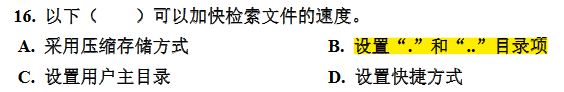 16. 以下（　　）可以加快检索文件的速度。
A. 采用压缩存储方式　　B. 设置“.”和“..”目录项
C. 设置用户主目录　　D. 设置快捷方式